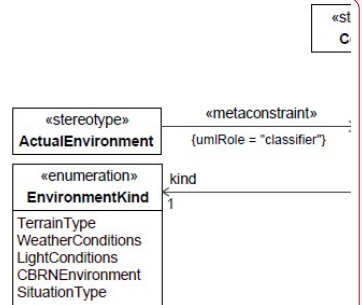 «stereotype»
ActualEnvironment
«metaconstraint»
{umlRole = "classifier"}
«enumeration»
EnvironmentKind
kind
1
TerrainType
WeatherConditions
LightConditions
CBRNEnvironment
SituationType